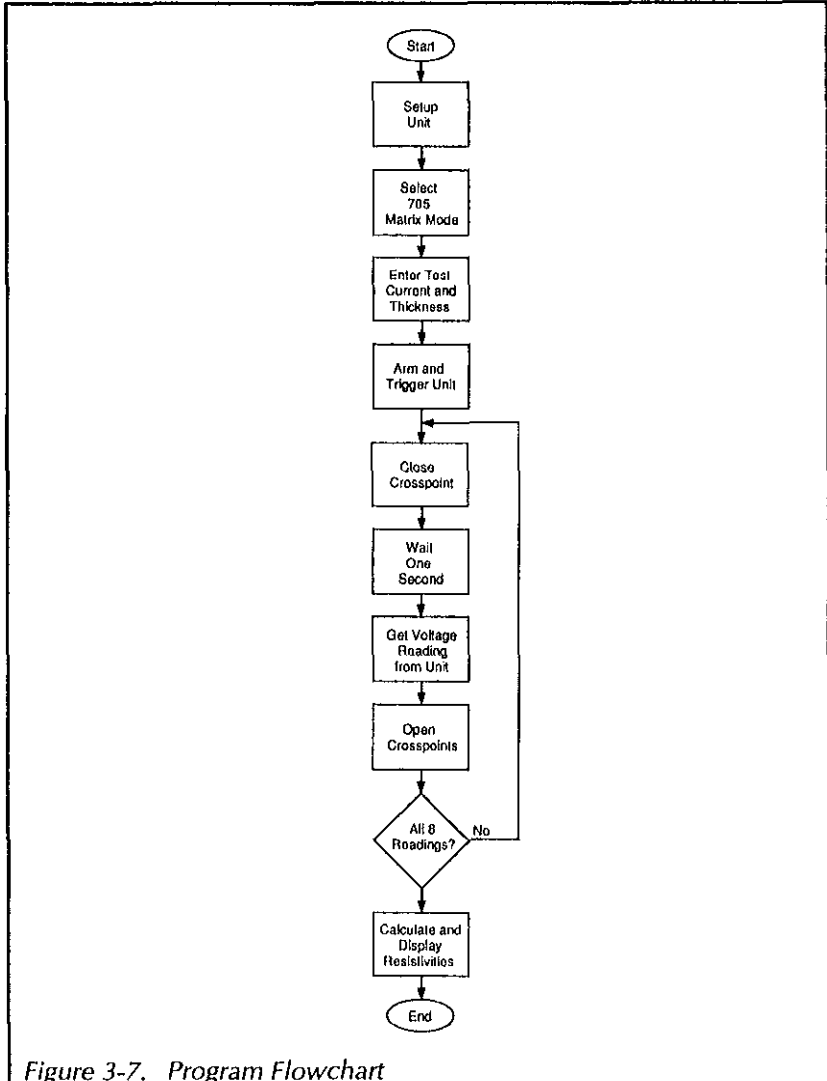 Start
Setup
Unit
Select
705
Matrix Mode
Enter Test
Current and
Thickness
Arm and
Trigger Unit
Close
Crosspoint
Wait
One
Second
Get Voltage
Reading
from Unit
Open
Crosspoints
All 8
Readings?
No
Calculate and
Display
Resistivities
End
Figure 3-7. Program Flowchart